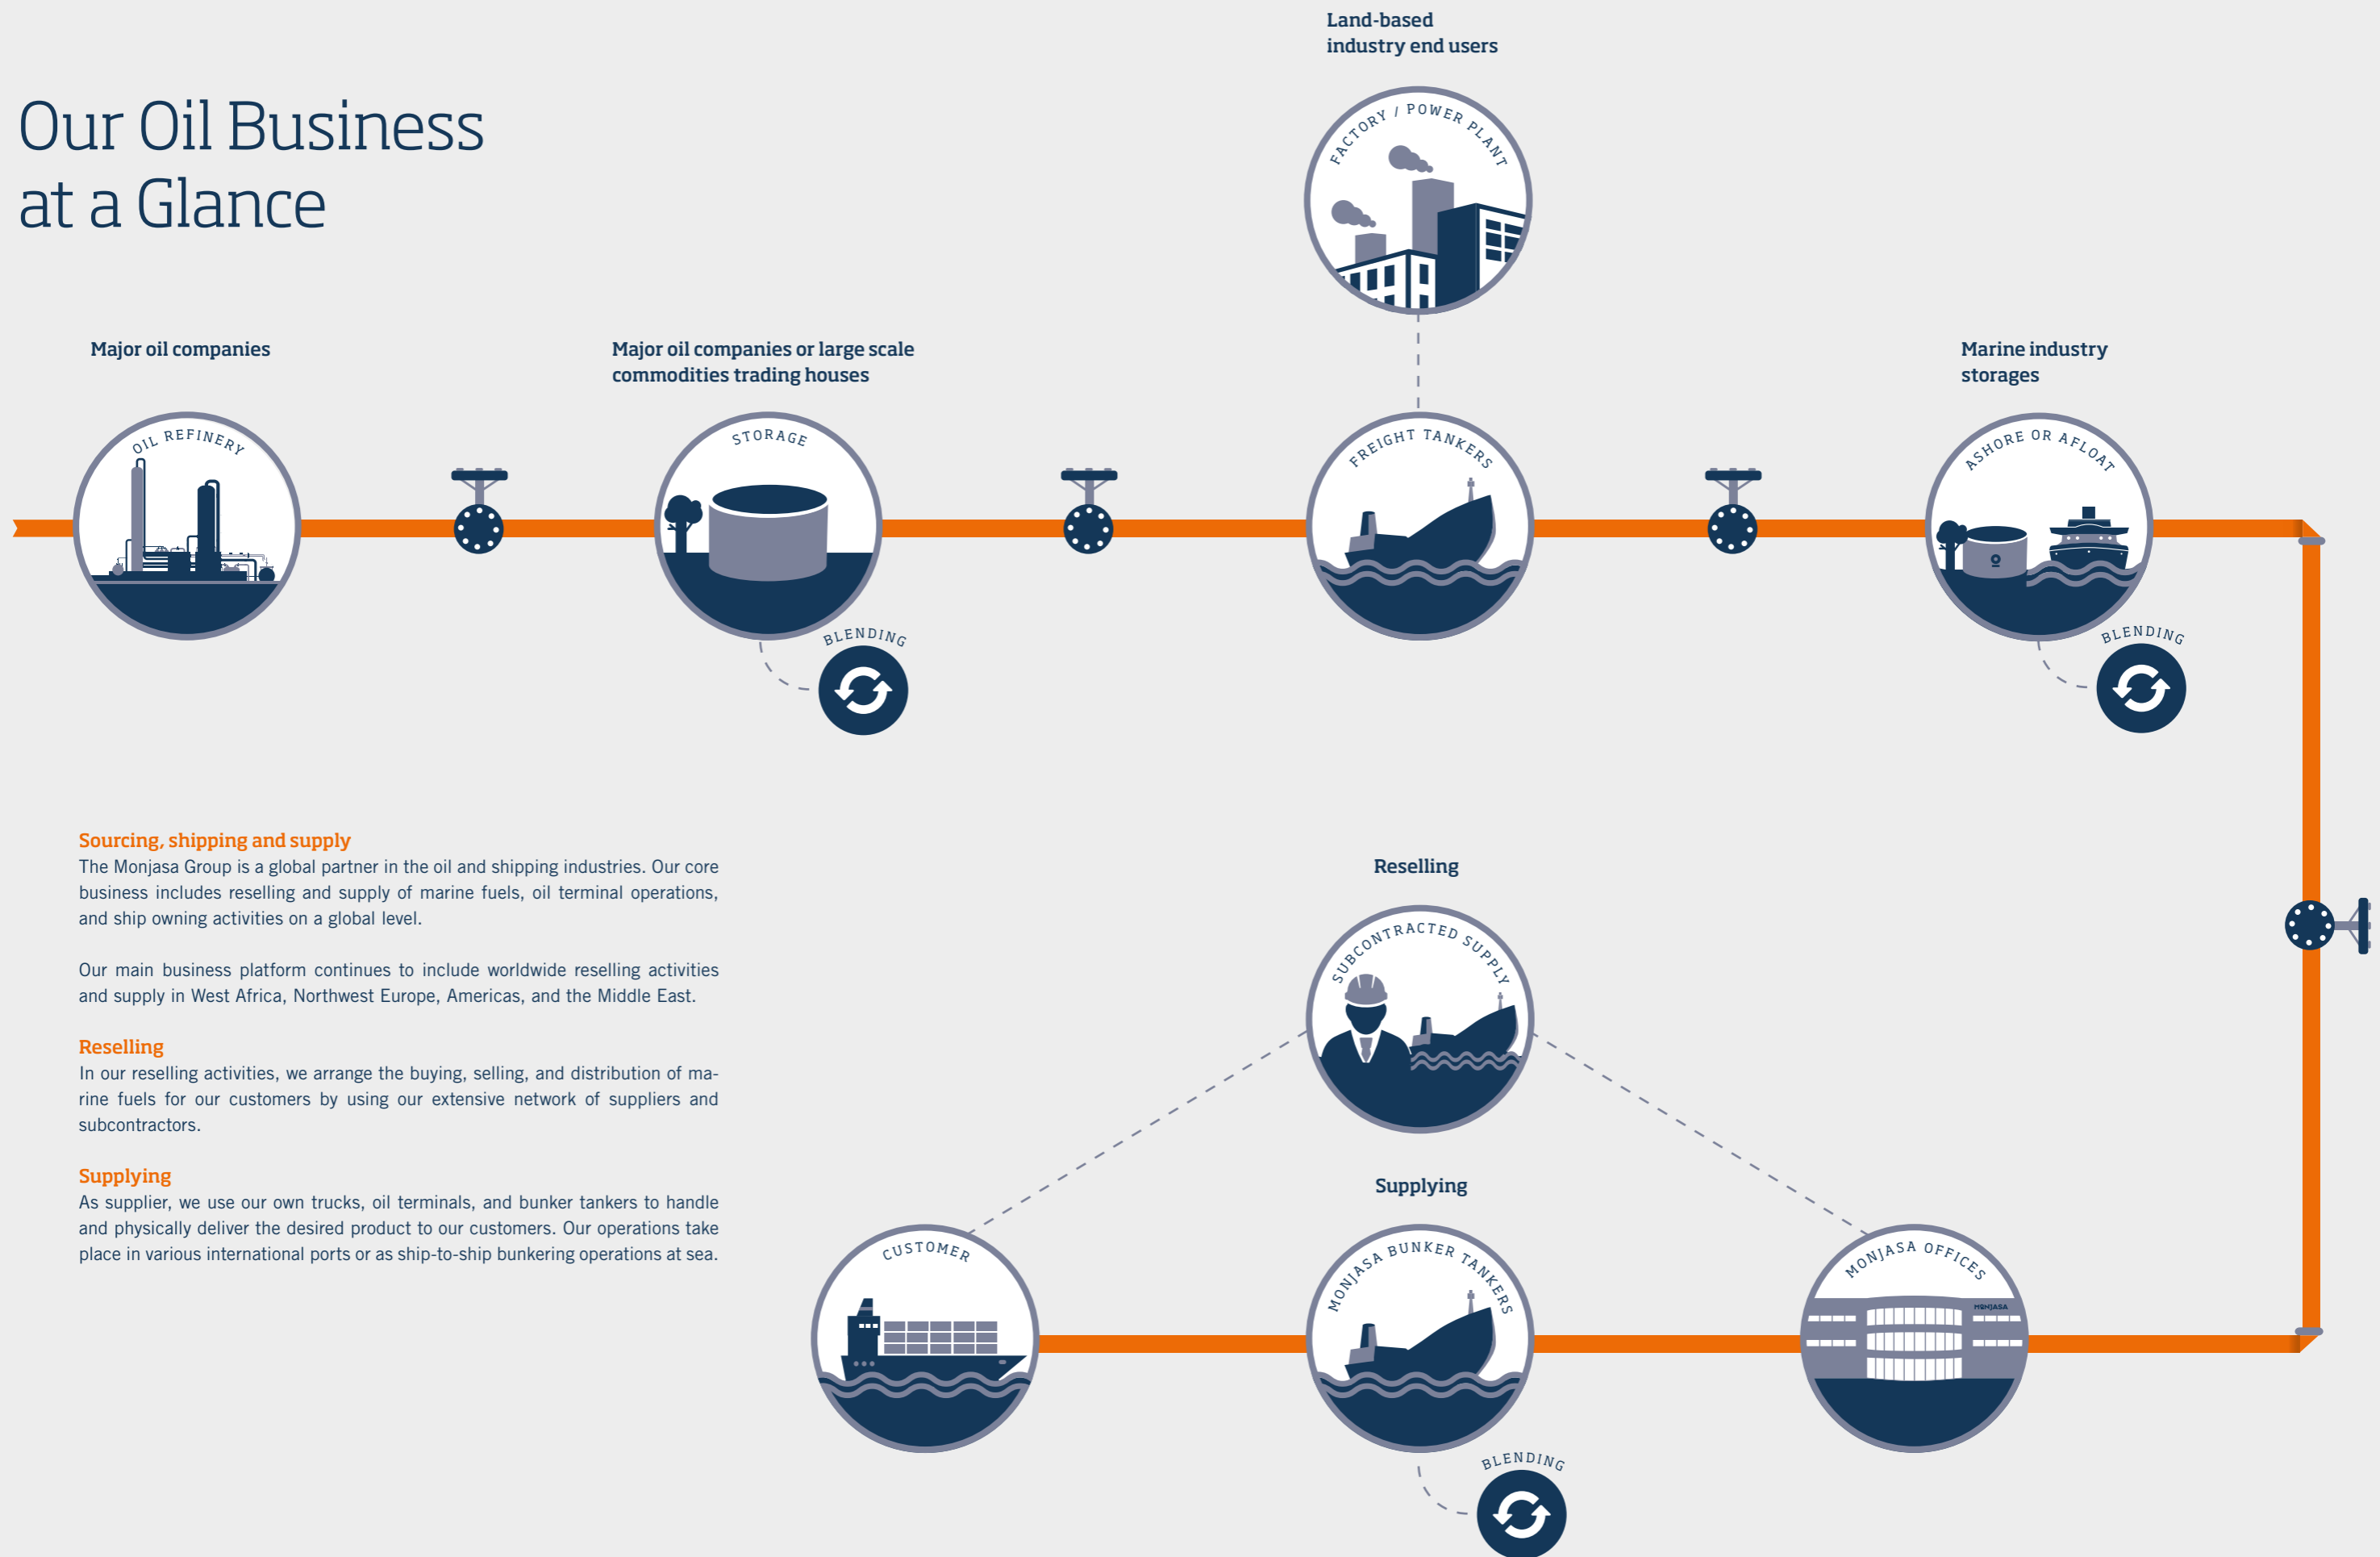 Our Oil Business
at a Glance
Land-based
industry end users
FACTORY / POWER PLANT
Major oil companies
OIL REFINERY
Major oil companies or large scale
commodities trading houses
STORAGE
BLENDING
FREIGHT TANKERS
Marine industry
storages
ASHORE OR AFLOAT
BLENDING
Sourcing, shipping and supply
The Monjasa Group is a global partner in the oil and shipping industries. Our core
business includes reselling and supply of marine fuels, oil terminal operations,
and ship owning activities on a global level.
Our main business platform continues to include worldwide reselling activities
and supply in West Africa, Northwest Europe, Americas, and the Middle East.
Reselling
In our reselling activities, we arrange the buying, selling, and distribution of ma-
rine fuels for our customers by using our extensive network of suppliers and
subcontractors.
Supplying
As supplier, we use our own trucks, oil terminals, and bunker tankers to handle
and physically deliver the desired product to our customers. Our operations take
place in various international ports or as ship-to-ship bunkering operations at sea.
Reselling
SUBCONTRACTED SUPPLY
Supplying
CUSTOMER
MONJASA BUNKER TANKERS
BLENDING
MONJASA OFFICES
MONJASA